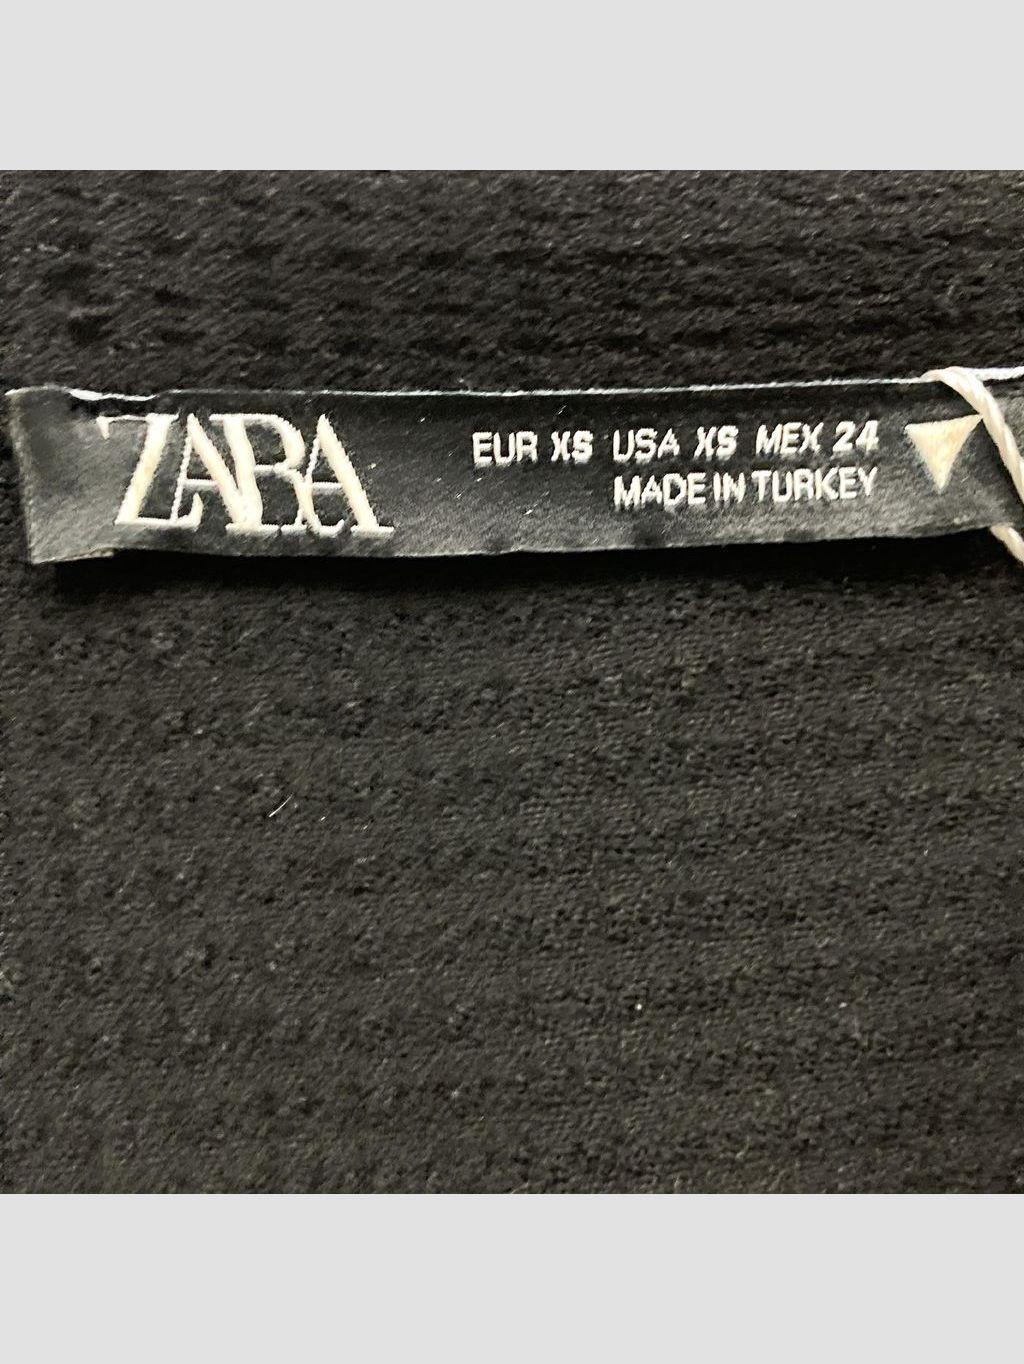 ZARA
EUR XS USA XS MEX 24
MADE IN TURKEY